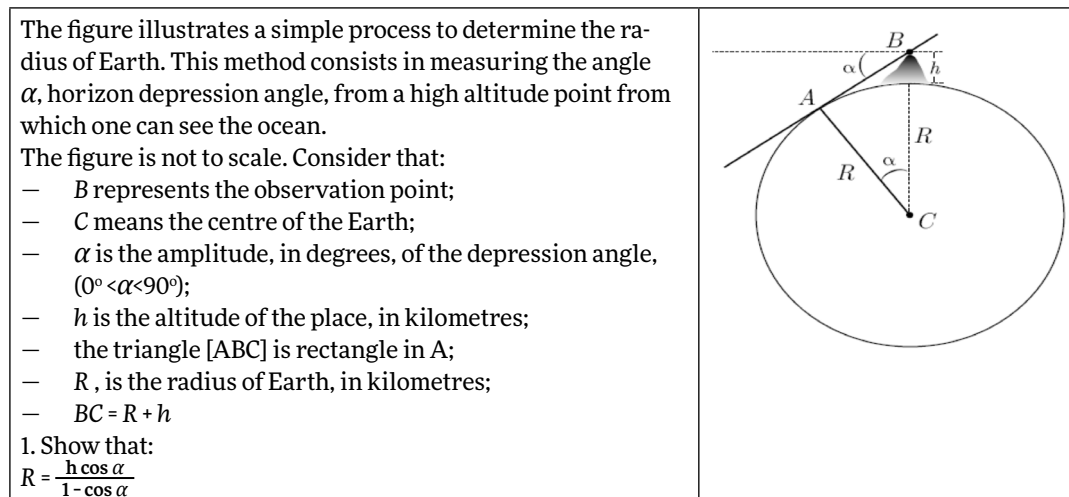 The figure illustrates a simple process to determine the ra-
dius of Earth. This method consists in measuring the angle
α, horizon depression angle, from a high altitude point from
which one can see the ocean.
The figure is not to scale. Consider that:
— B represents the observation point;
— C means the centre of the Earth;
— α is the amplitude, in degrees, of the depression angle,
(0º <α<90º);
— h is the altitude of the place, in kilometres;
— the triangle [ABC] is rectangle in A;
— R , is the radius of Earth, in kilometres;
— BC = R + h
1. Show that:
R = h cos α / 1 - cos α
B
α
h
A
R
α
R
C